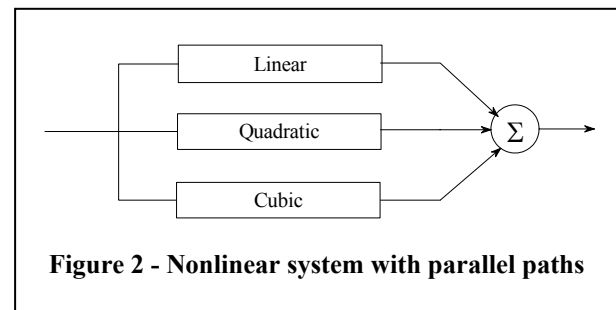 Linear
Quadratic
Σ
Cubic
Figure 2 - Nonlinear system with parallel paths